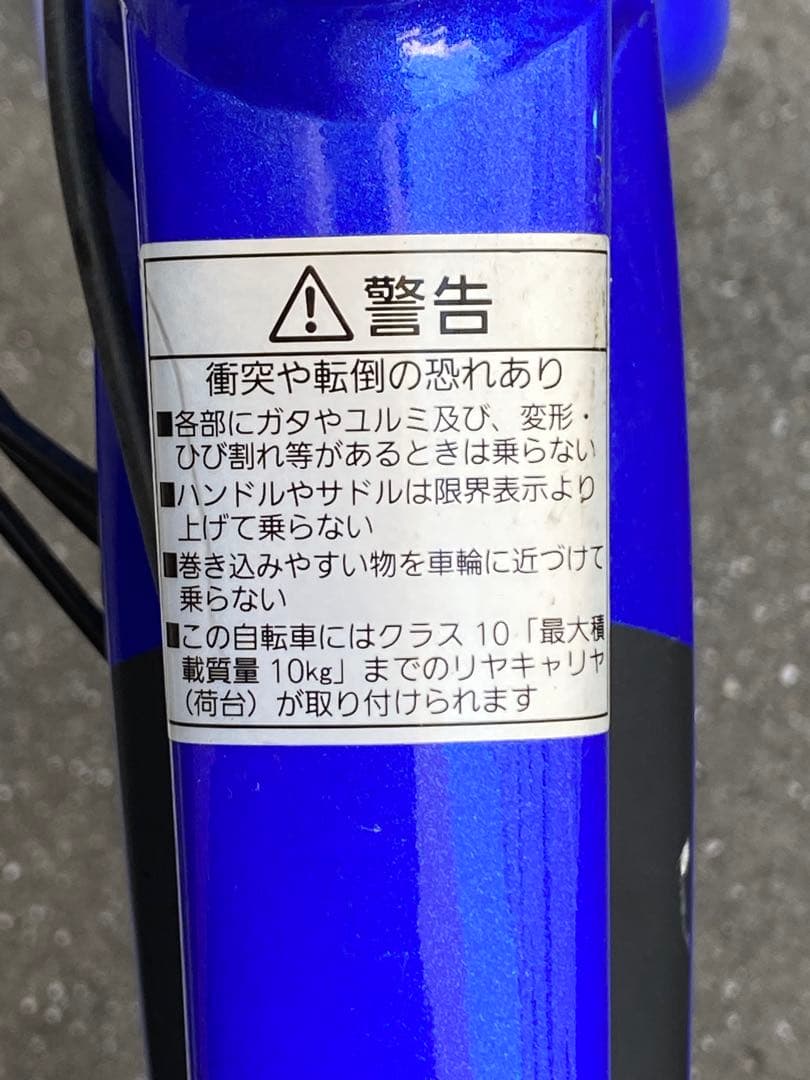 警告
衝突や転倒の恐れあり
■各部にガタやユルミ及び、変形・
ひび割れ等があるときは乗らない
■ハンドルやサドルは限界表示より
上げて乗らない
■巻き込みやすい物を車輪に近づけて
乗らない
■この自転車にはクラス10「最大積
載質量10kg」までのリヤキャリヤ
（荷台）が取り付けられます